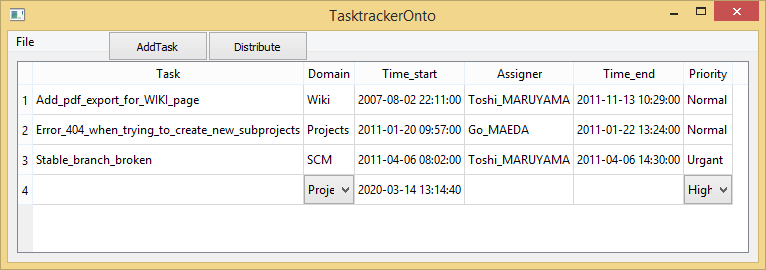 TasktrackerOnto
File AddTask Distribute
Task Domain Time_start Assigner Time_end Priority
1 Add_pdf_export_for_WIKI_page Wiki 2007-08-02 22:11:00 Toshi_MARUYAMA 2011-11-13 10:29:00 Normal
2 Error_404_when_trying_to_create_new_subprojects Projects 2011-01-20 09:57:00 Go_MAEDA 2011-01-22 13:24:00 Normal
3 Stable_branch_broken SCM 2011-04-06 08:02:00 Toshi_MARUYAMA 2011-04-06 14:30:00 Urgant
4 Proje 2020-03-14 13:14:40 High